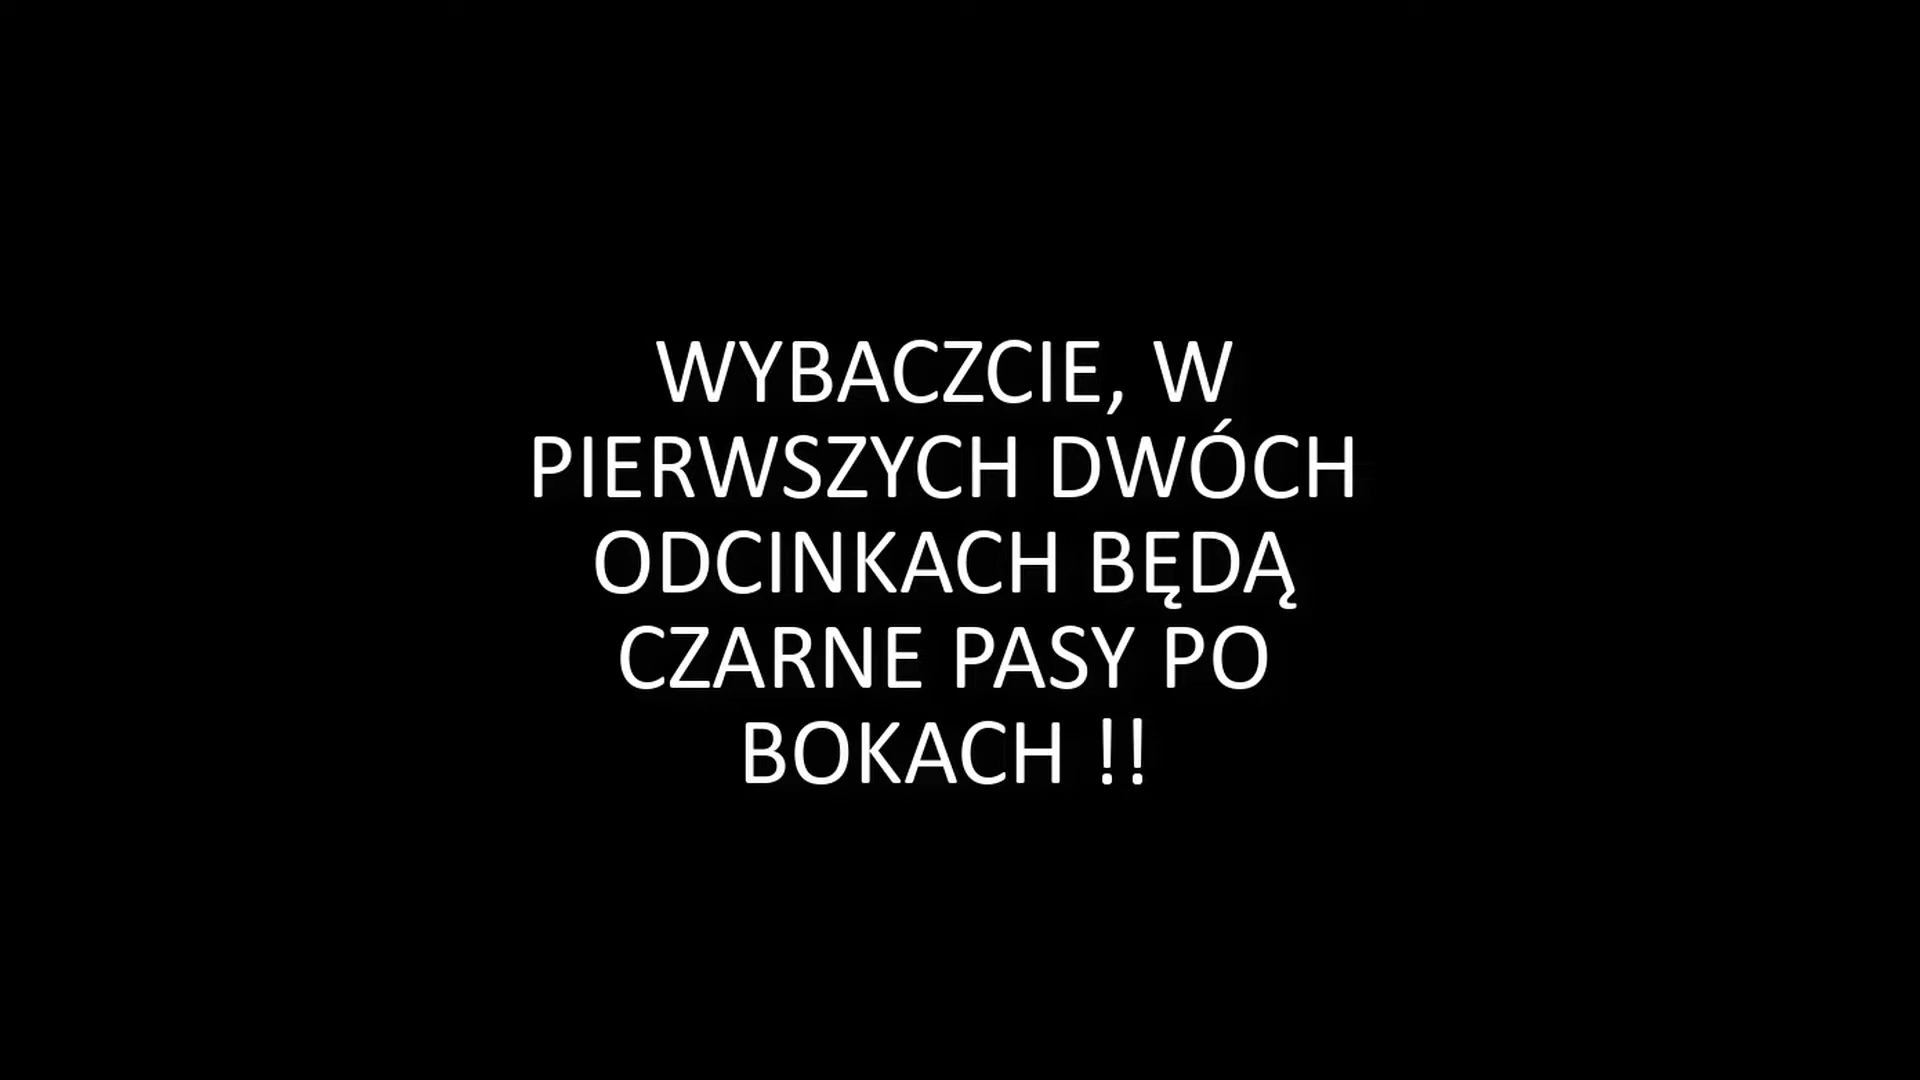 WYBACZCIE, W
PIERWSZYCH DWÓCH
ODCINKACH BĘDĄ
CZARNE PASY PO
BOKACH !!